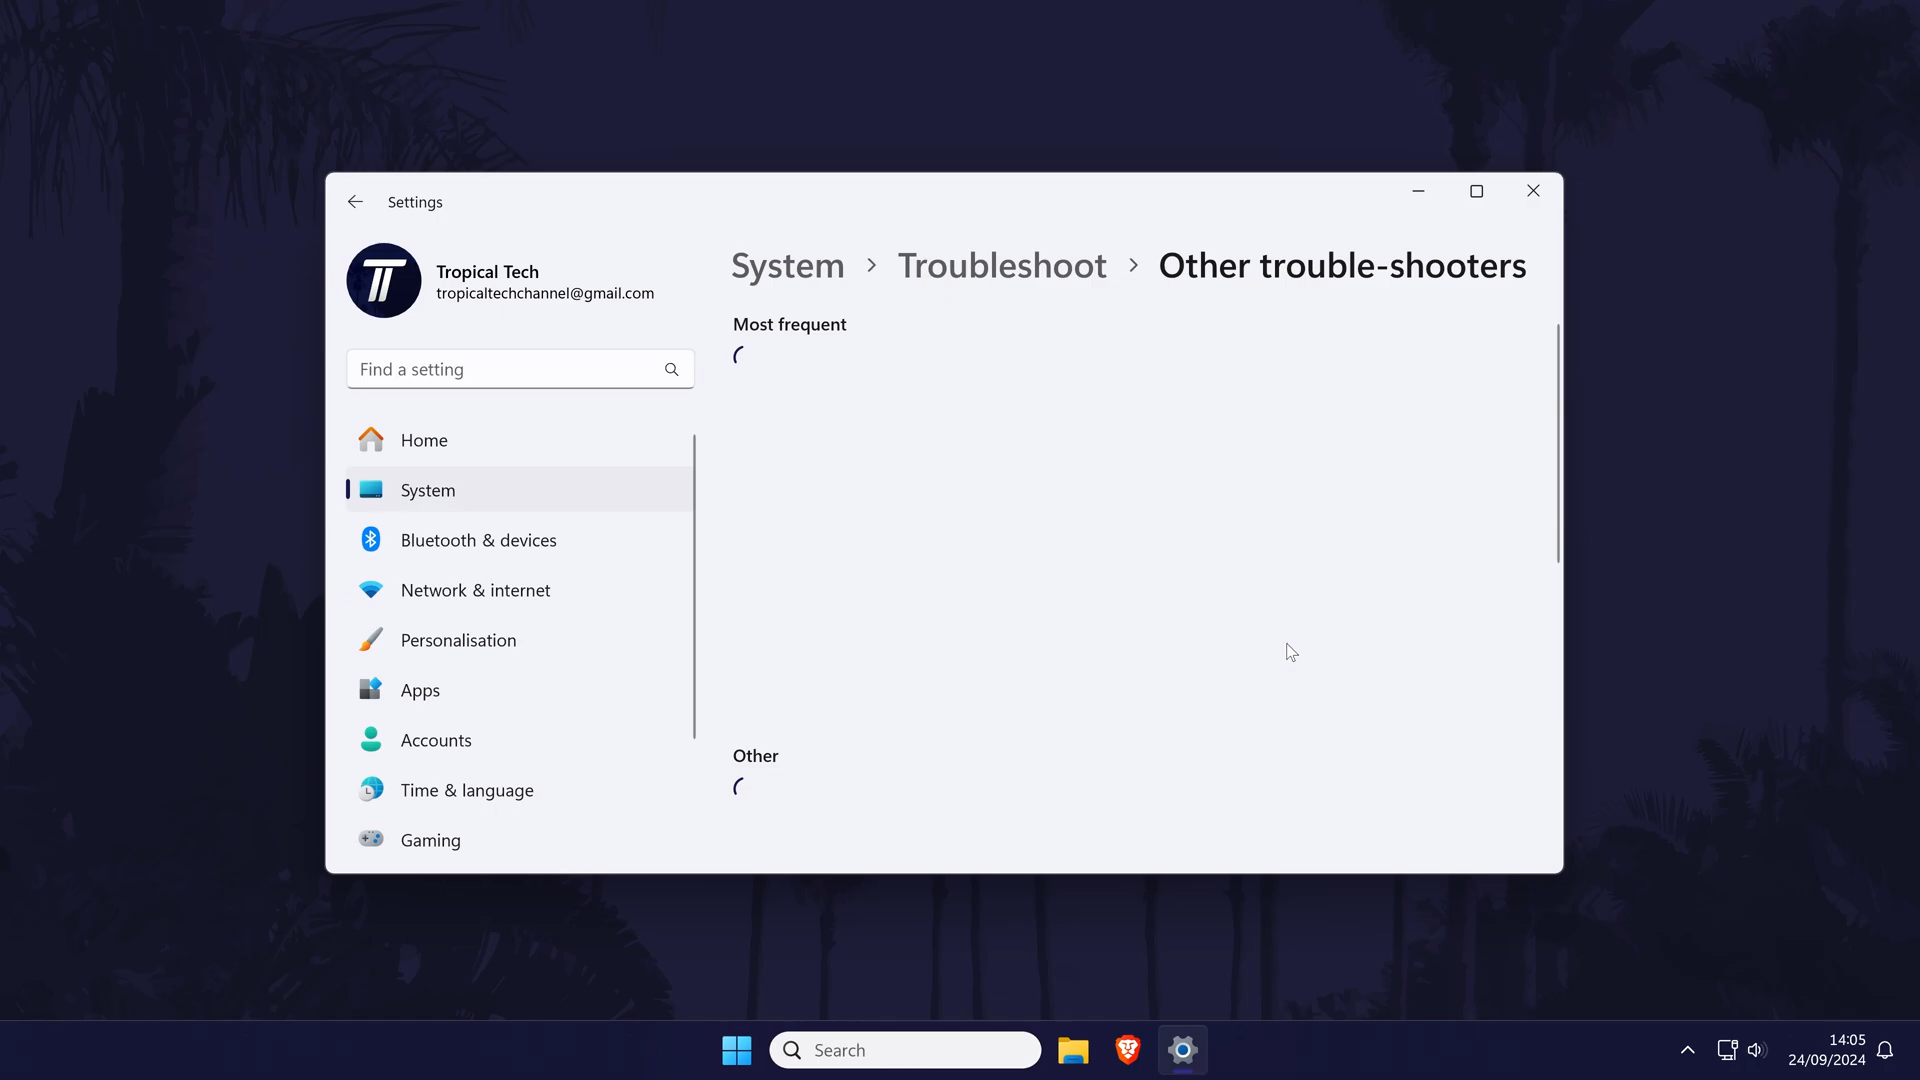 Settings
Tropical Tech
tropicaltechchannel@gmail.com
Find a setting
Home
System
Bluetooth & devices
Network & internet
Personalisation
Apps
Accounts
Time & language
Gaming
System > Troubleshoot > Other trouble-shooters
Most frequent
Other
Search
14:05
24/09/2024